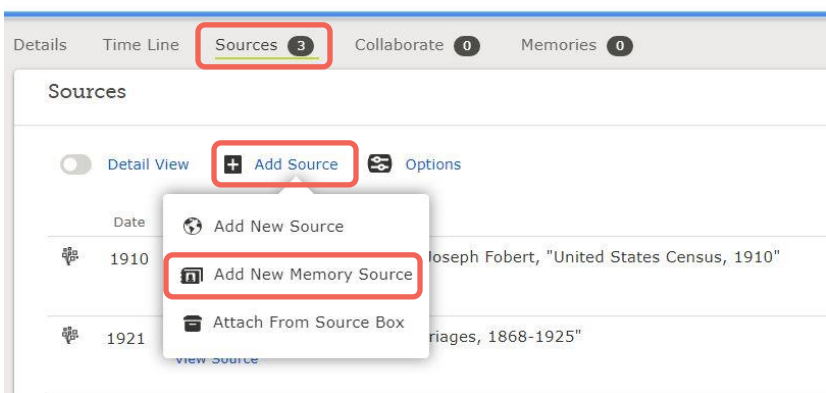 Details Time Line Sources 3 Collaborate 0 Memories 0
Sources
Detail View Add Source Options
Date
Add New Source
1910 Joseph Fobert, "United States Census, 1910"
Add New Memory Source
Attach From Source Box
1921 riages, 1868-1925"
View Source